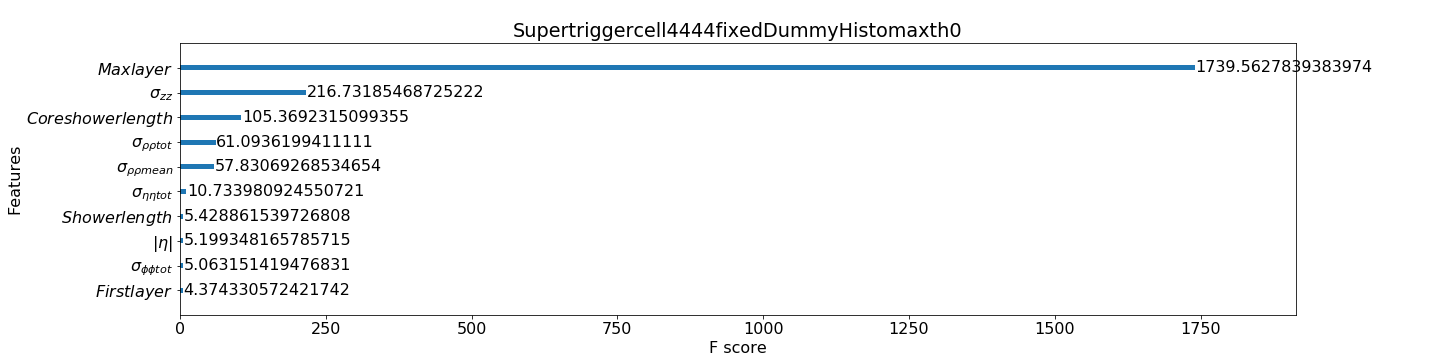 Supertriggercell4444fixedDummyHistomaxth0
Features
Maxlayer 1739.5627839383974
σzz 216.73185468725222
Coreshowerlength 105.3692315099355
σρρtot 61.0936199411111
σρρmean 57.83069268534654
σηηtot 10.733980924550721
Showerlength 5.428861539726808
|η| 5.199348165785715
σϕϕtot 5.063151419476831
Firstlayer 4.374330572421742
0 250 500 750 1000 1250 1500 1750
F score